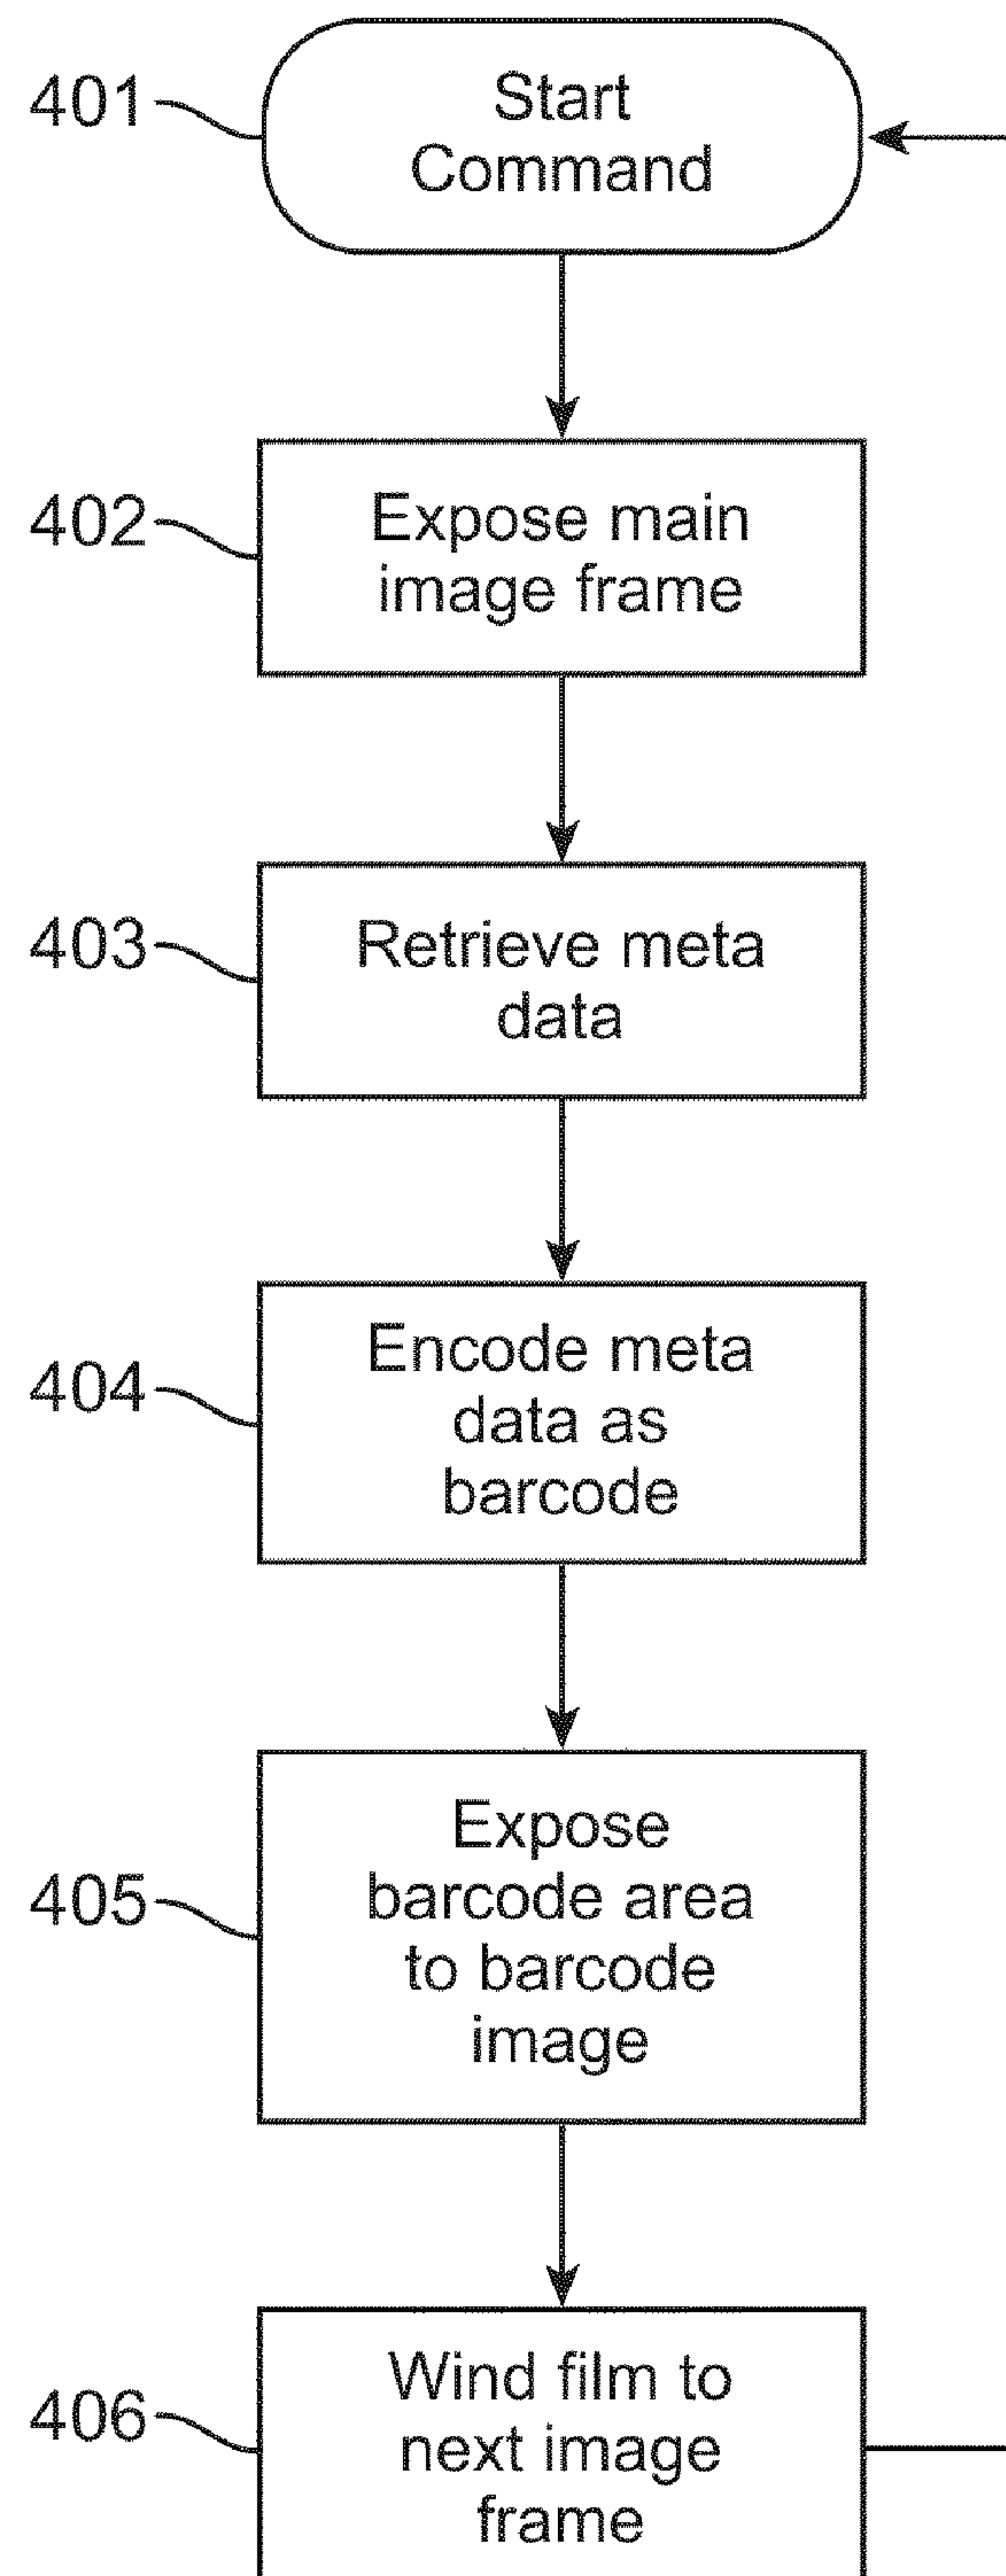 401
Start
Command
402
Expose main
image frame
403
Retrieve meta
data
404
Encode meta
data as
barcode
405
Expose
barcode area
to barcode
image
406
Wind film to
next image
frame